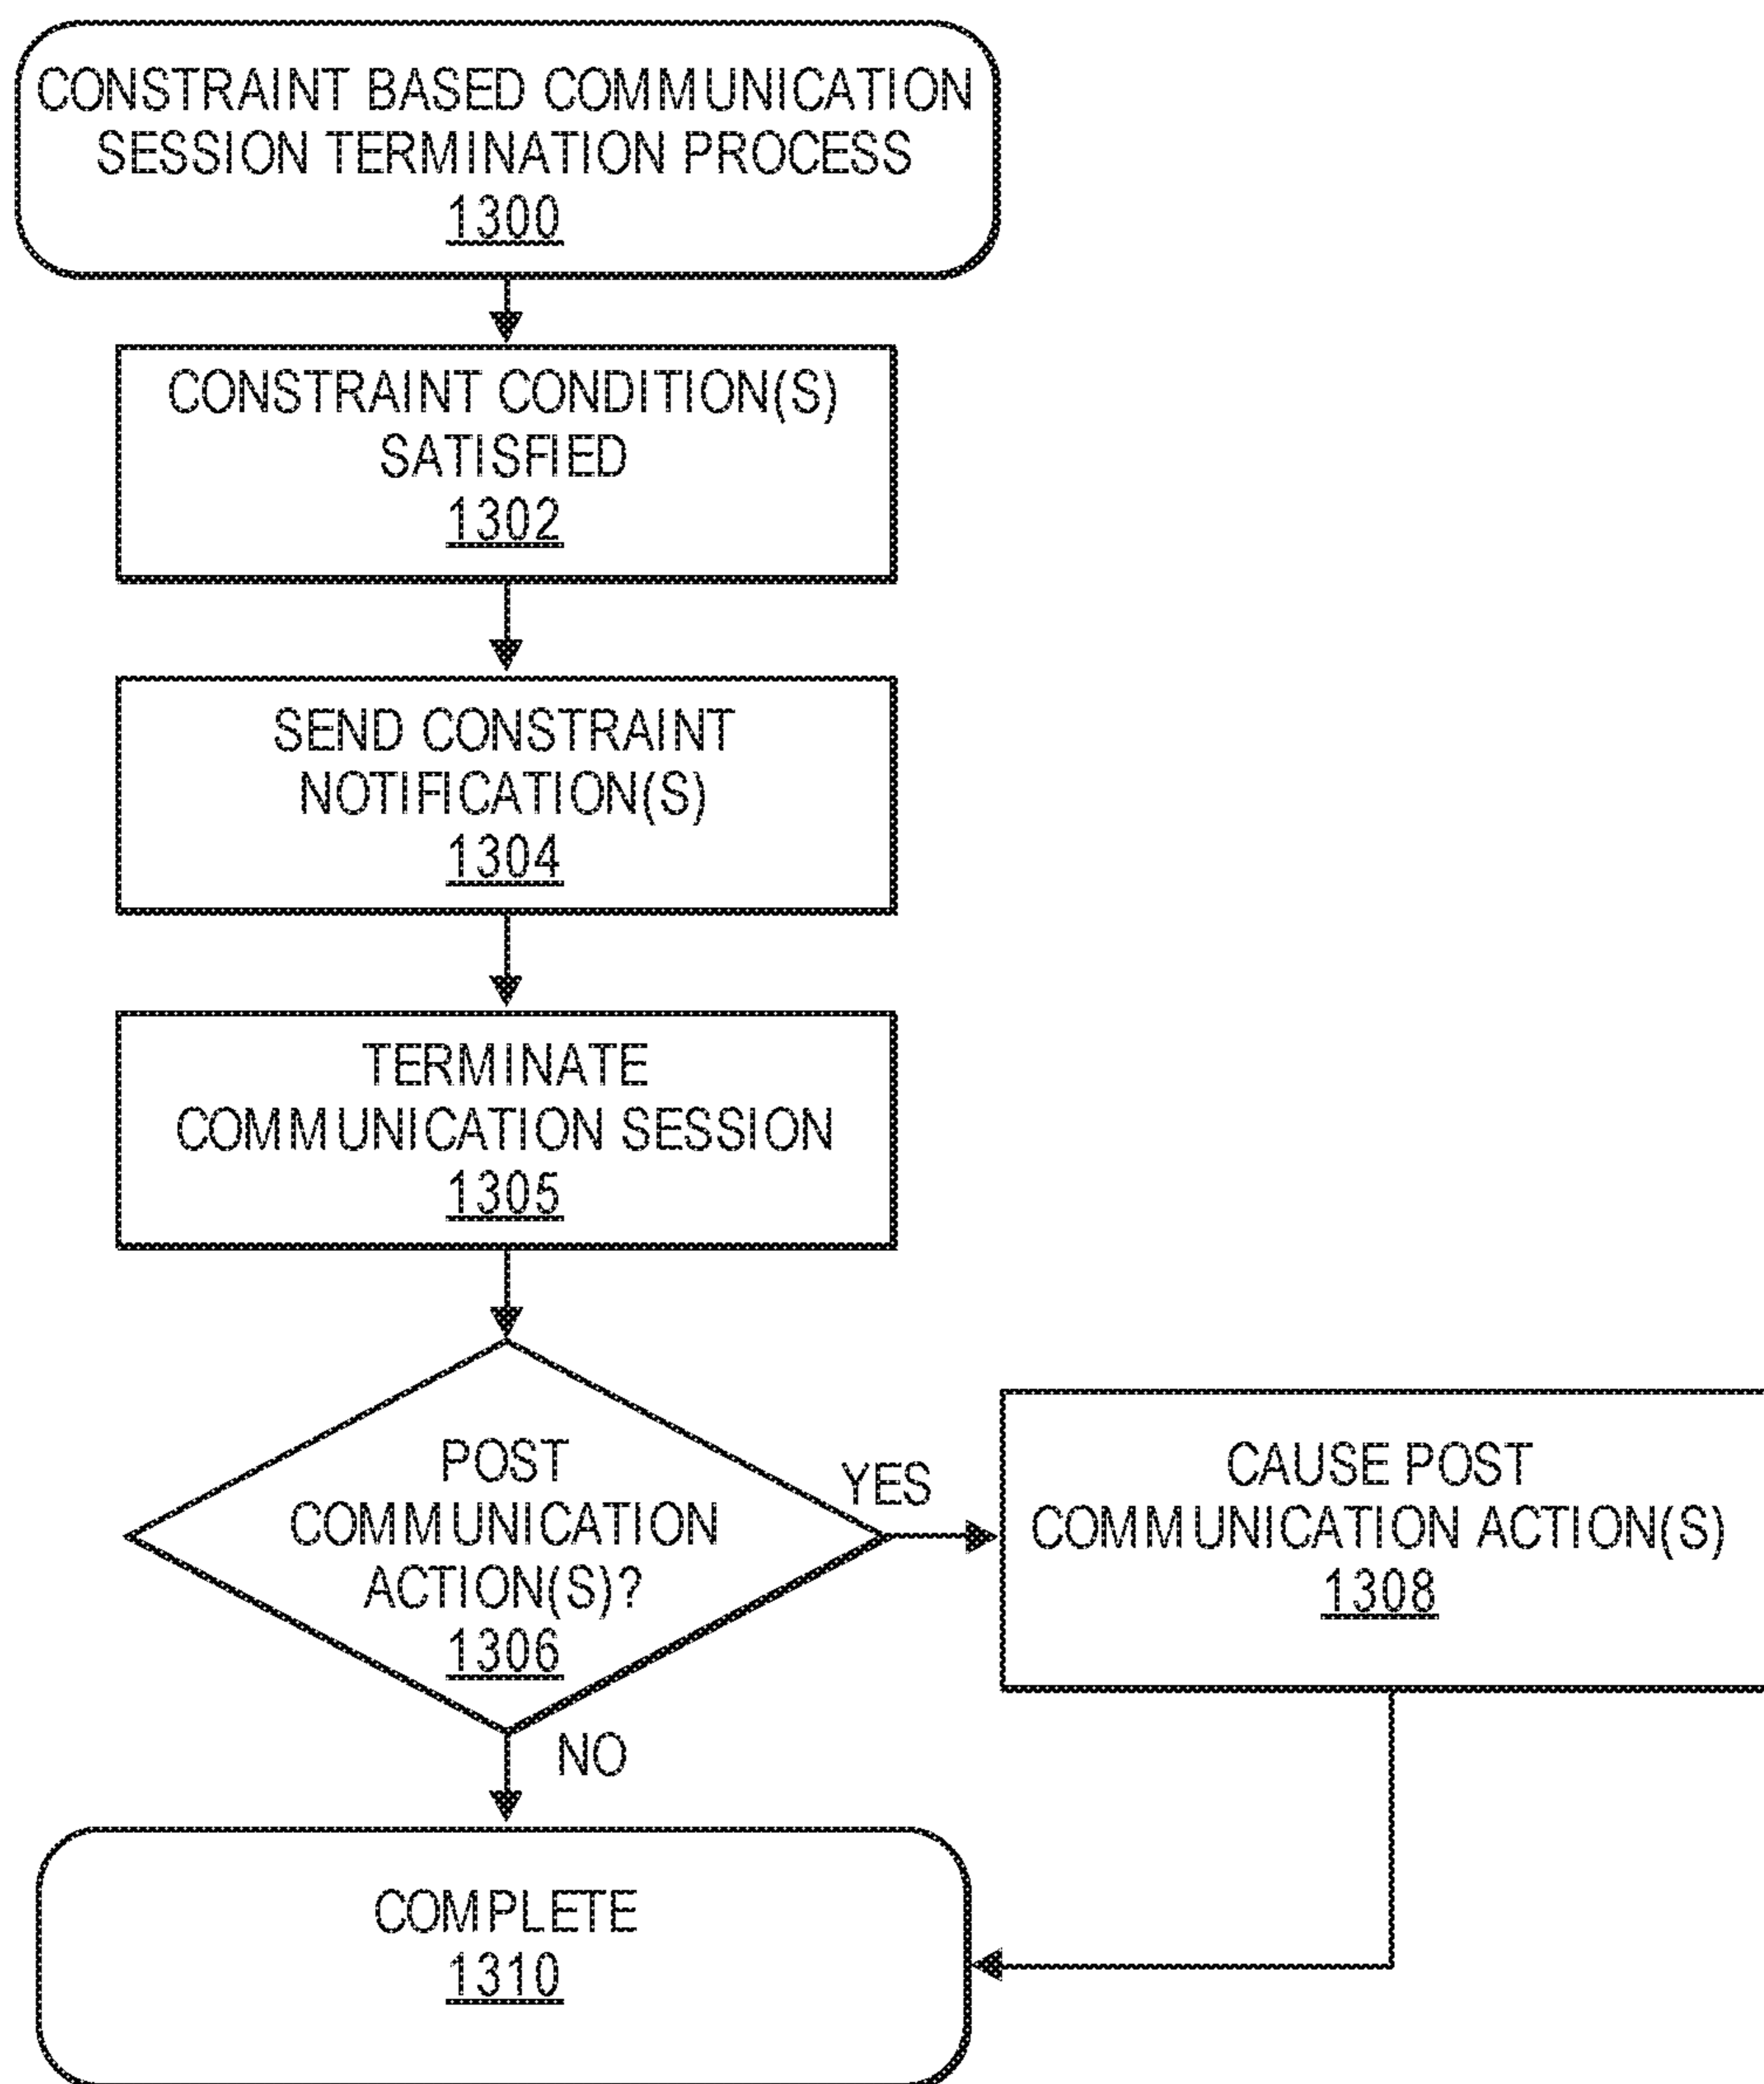 CONSTRAINT BASED COMMUNICATION
SESSION TERMINATION PROCESS
1300
CONSTRAINT CONDITION(S)
SATISFIED
1302
SEND CONSTRAINT
NOTIFICATION(S)
1304
TERMINATE
COMMUNICATION SESSION
1305
POST
COMMUNICATION
ACTION(S)?
1306
YES
CAUSE POST
COMMUNICATION ACTION(S)
1308
NO
COMPLETE
1310